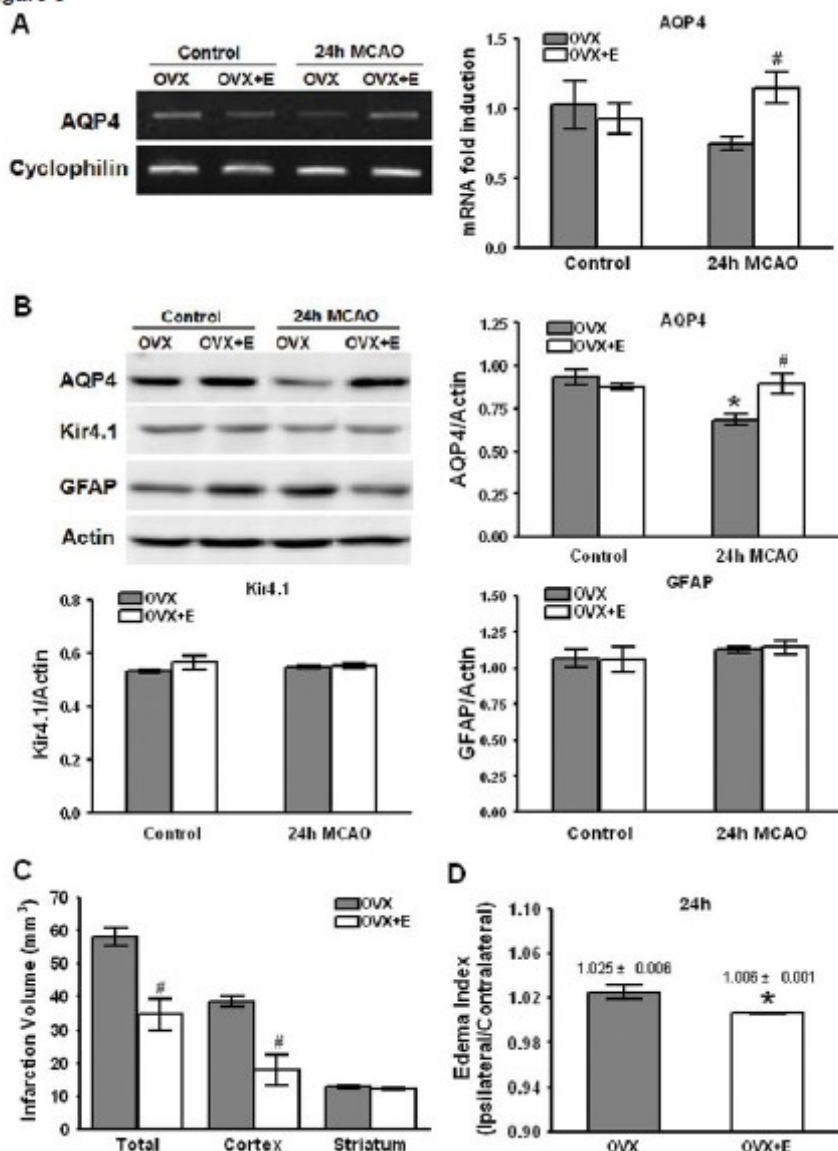 A
Control 24h MCAO
OVX OVX+E OVX OVX+E
AQP4
Cyclophilin
AQP4
OVX
OVX+E
#
mRNA fold induction
1.5
1.0
0.5
0.0
Control 24h MCAO
B
Control 24h MCAO
OVX OVX+E OVX OVX+E
AQP4
Kir4.1
GFAP
Actin
AQP4
OVX
OVX+E
* #
AQP4/Actin
1.25
1.00
0.75
0.50
0.25
0.00
Control 24h MCAO
Kir4.1
OVX
OVX+E
Kir4.1/Actin
0.8
0.6
0.4
0.2
0.0
Control 24h MCAO
GFAP
OVX
OVX+E
GFAP/Actin
1.50
1.25
1.00
0.75
0.50
0.25
0.00
Control 24h MCAO
C
OVX
OVX+E
# #
Infarction Volume (mm³)
70
60
50
40
30
20
10
0
Total Cortex Striatum
D
24h
1.025 ± 0.006 1.006 ± 0.001
*
Edema Index
(Ipsilateral/Contralateral)
1.10
1.06
1.02
0.98
0.94
0.90
OVX OVX+E